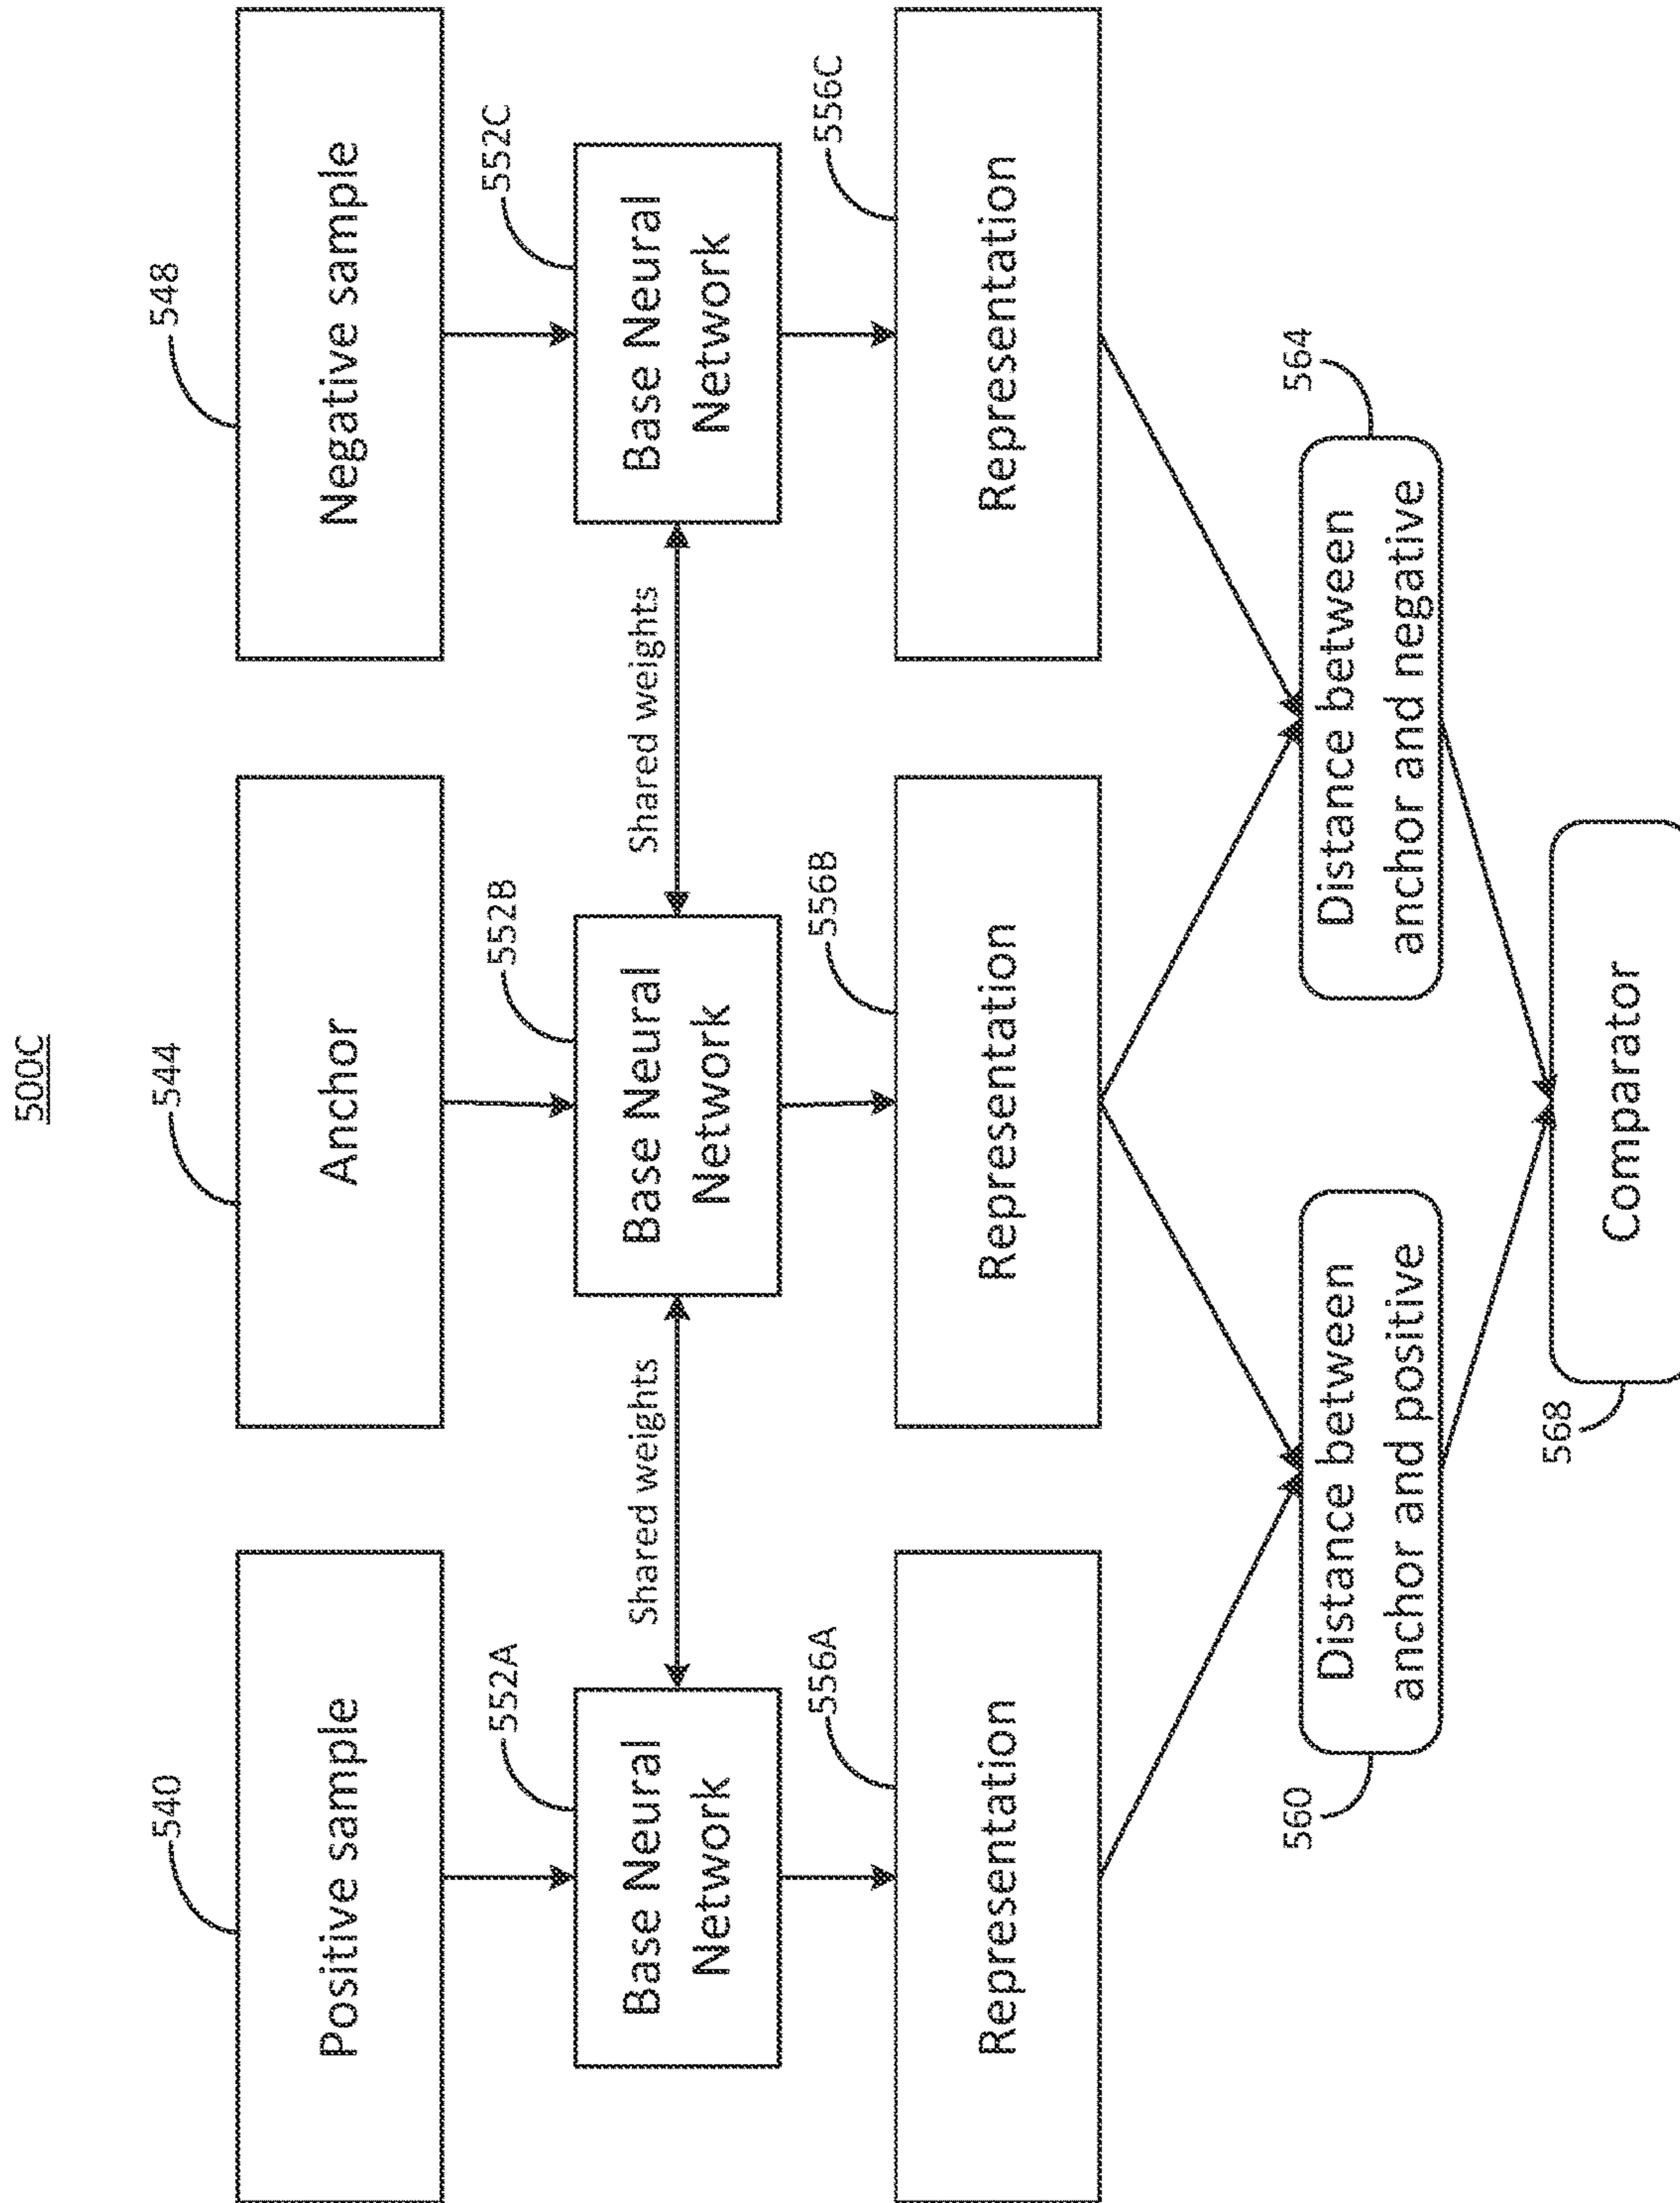 500C
540
544
548
Positive sample
Anchor
Negative sample
552A
552B
552C
Base Neural
Network
Shared weights
Base Neural
Network
Shared weights
Base Neural
Network
556A
556B
556C
Representation
Representation
Representation
560
Distance between
anchor and positive
Distance between
anchor and negative
564
568
Comparator